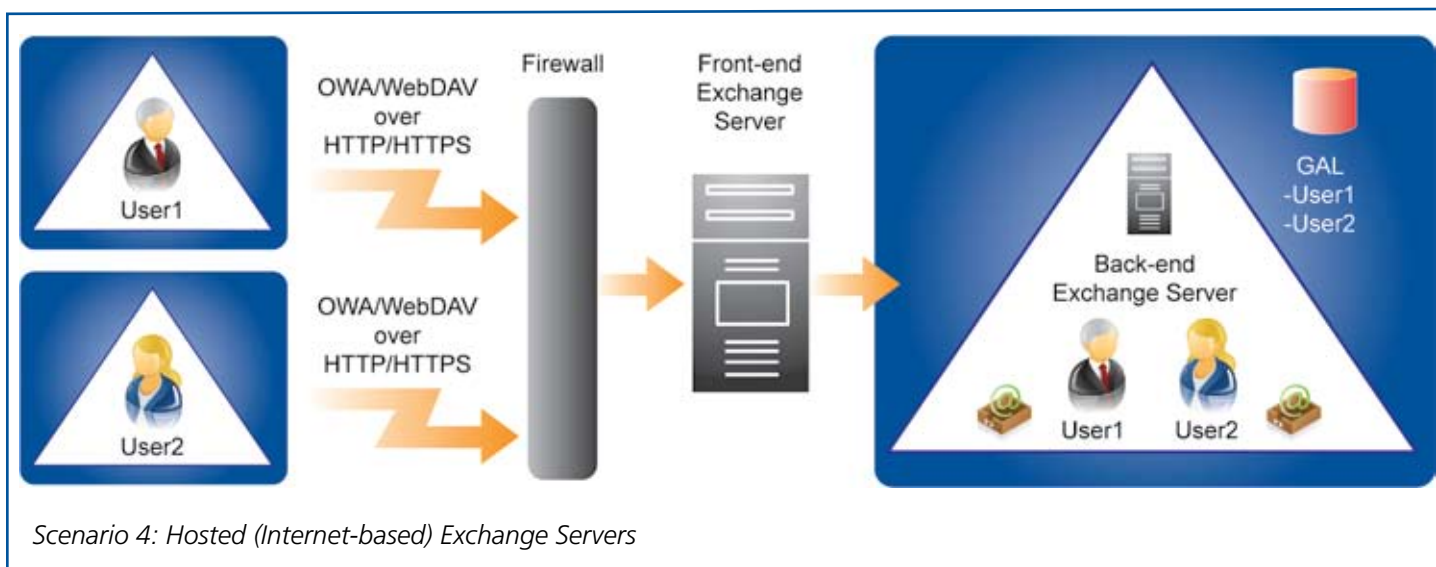 User1
OWA/WebDAV
over
HTTP/HTTPS
User2
OWA/WebDAV
over
HTTP/HTTPS
Firewall
Front-end
Exchange
Server
GAL
-User1
-User2
Back-end
Exchange Server
User1
User2
Scenario 4: Hosted (Internet-based) Exchange Servers